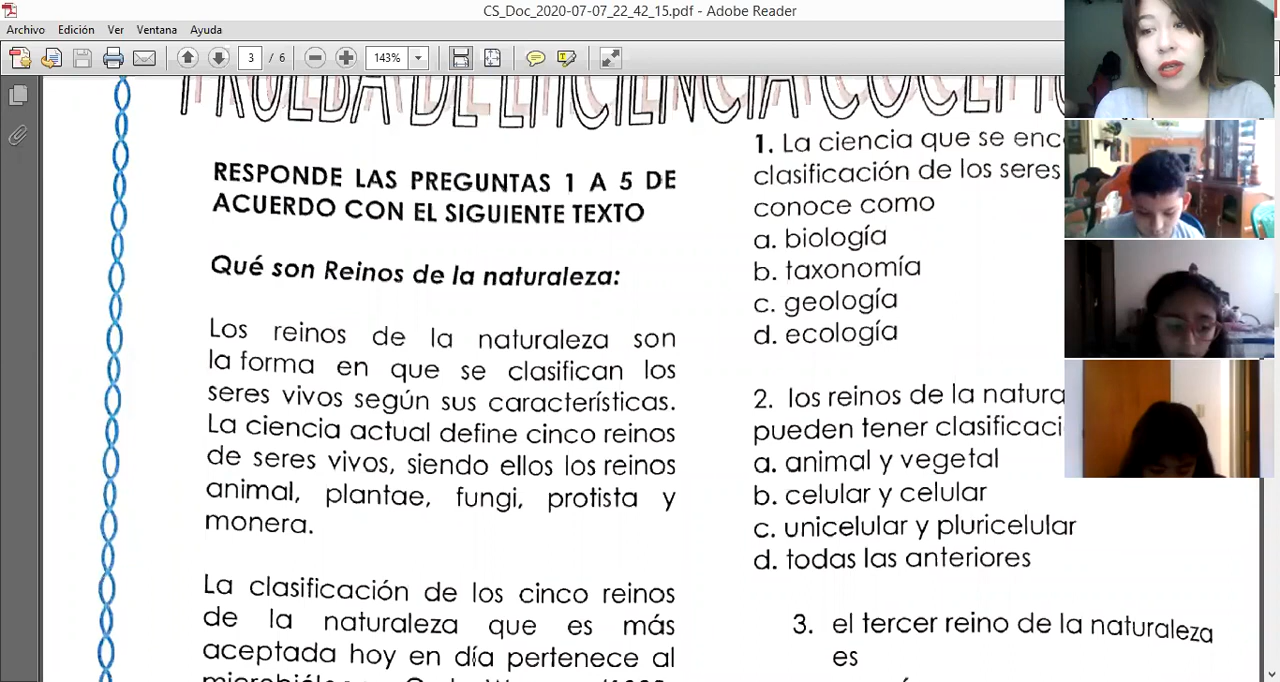 CS_Doc_2020-07-07_22_42_15.pdf - Adobe Reader
Archivo Edición Ver Ventana Ayuda
3 / 6 143%
PRUEBA DE EFICIENCIA
RESPONDE LAS PREGUNTAS 1 A 5 DE
ACUERDO CON EL SIGUIENTE TEXTO
Qué son Reinos de la naturaleza:
Los reinos de la naturaleza son
la forma en que se clasifican los
seres vivos según sus características.
La ciencia actual define cinco reinos
de seres vivos, siendo ellos los reinos
animal, plantae, fungi, protista y
monera.
La clasificación de los cinco reinos
de la naturaleza que es más
aceptada hoy en día pertenece al
1. La ciencia que se enc
clasificación de los seres
conoce como
a. biología
b. taxonomía
c. geología
d. ecología
2. los reinos de la natura
pueden tener clasificaci
a. animal y vegetal
b. celular y celular
c. unicelular y pluricelular
d. todas las anteriores
3. el tercer reino de la naturaleza
es